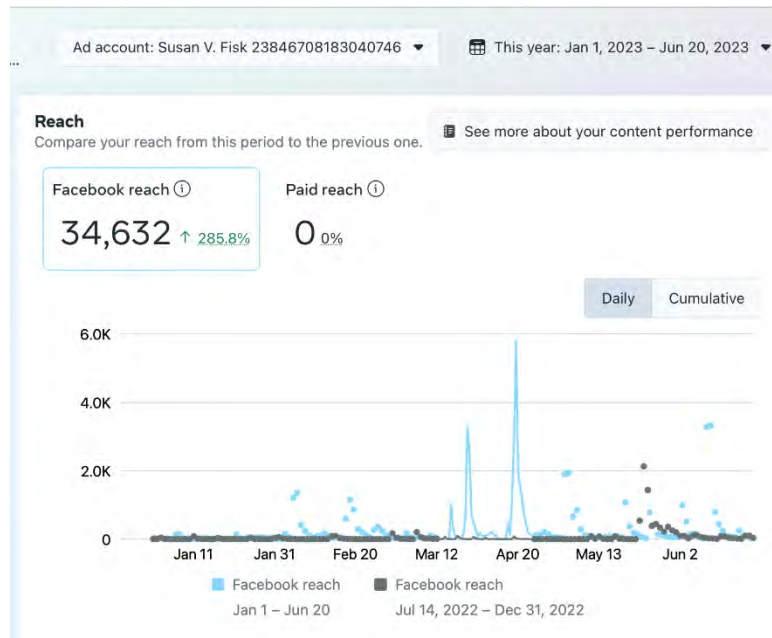 ...
Ad account: Susan V. Fisk 23846708183040746
This year: Jan 1, 2023 – Jun 20, 2023
Reach
Compare your reach from this period to the previous one.
See more about your content performance
Facebook reach
Paid reach
34,632 ↑ 285.8%
0 0%
Daily Cumulative
6.0K
4.0K
2.0K
0
Jan 11 Jan 31 Feb 20 Mar 12 Apr 20 May 13 Jun 2
Facebook reach Facebook reach
Jan 1 – Jun 20 Jul 14, 2022 – Dec 31, 2022